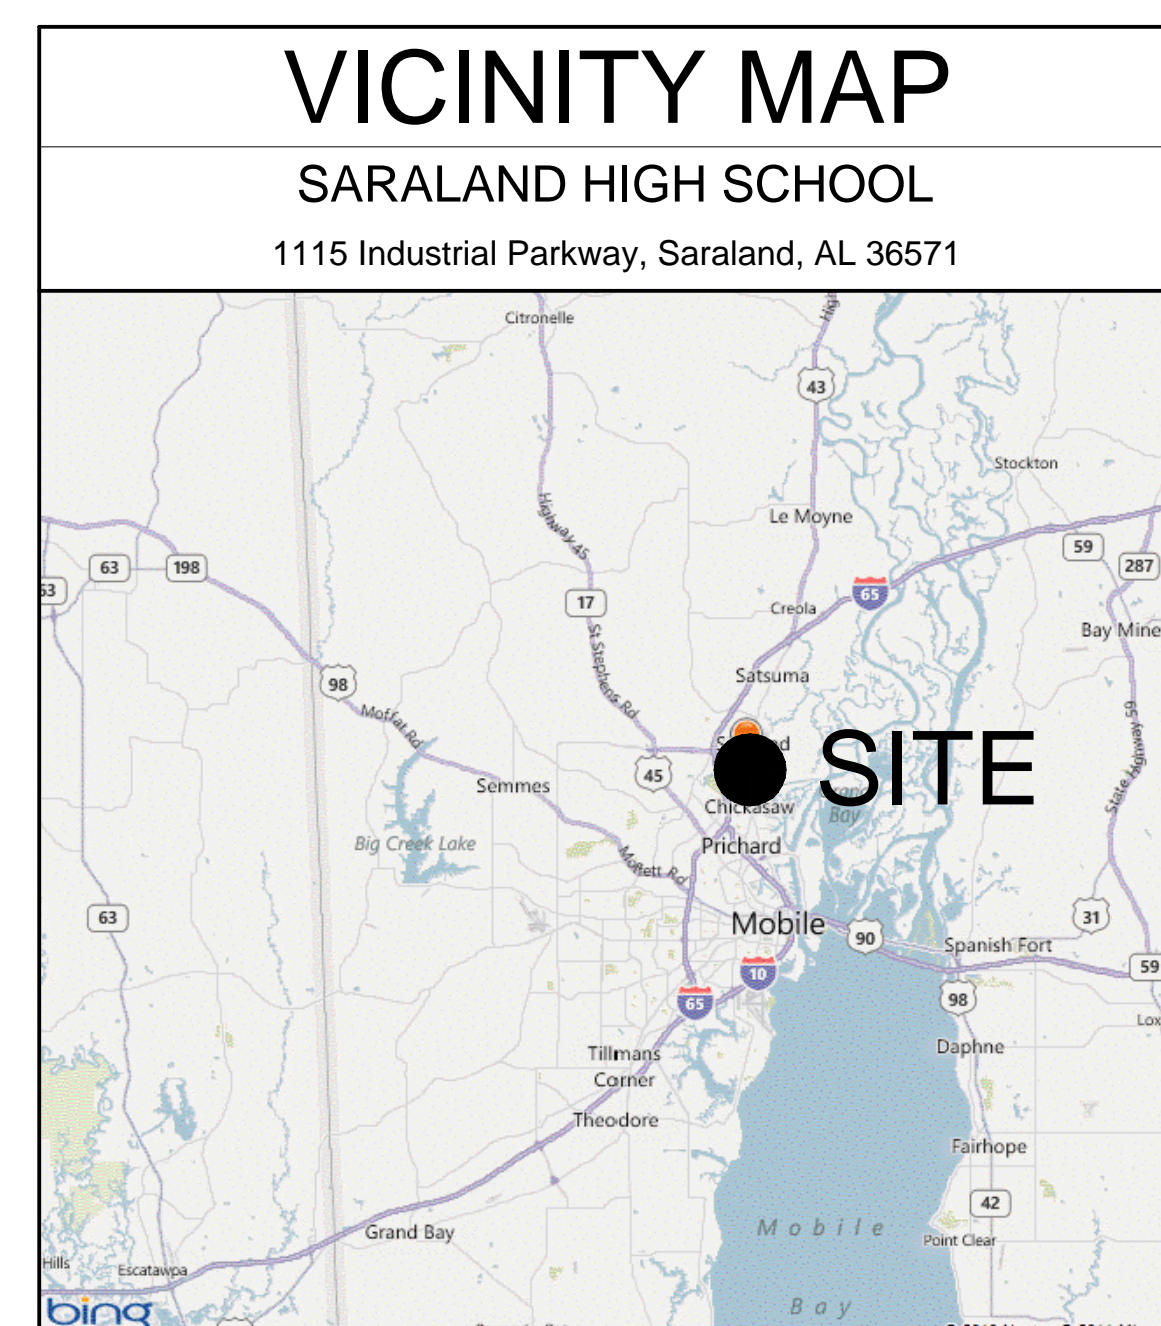 VICINITY MAP
SARALAND HIGH SCHOOL
1115 Industrial Parkway, Saraland, AL 36571
Citronelle
43
Stockton
Highway 45
Le Moyne
59
287
63
198
63
65
17
Creola
Bay Mine
St Stephens Rd
Satsuma
98
Moffat Rd
State Highway 59
SITE
45
Semmes
Chickasaw
Bay
Big Creek Lake
Prichard
Moffett Rd
63
Mobile
31
90
Spanish Fort
10
59
65
98
Lox
Daphne
Tillmans
Corner
Theodore
Fairhope
42
Mobile
Grand Bay
Point Clear
Hills
Escatawpa
Bay
bing